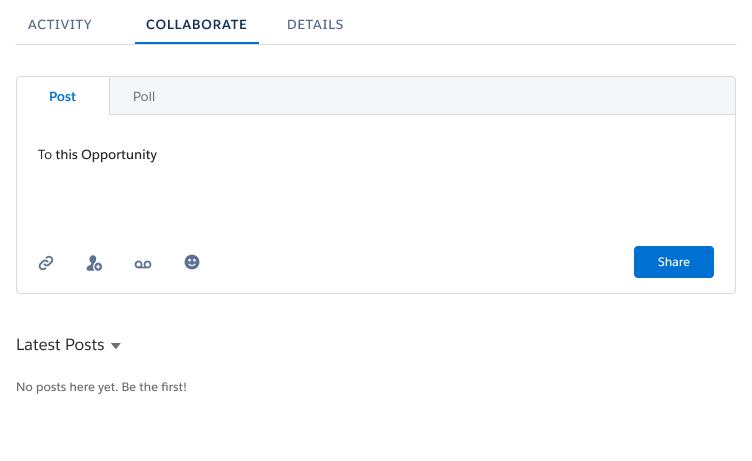 ACTIVITY COLLABORATE DETAILS
Post Poll
To this Opportunity
Share
Latest Posts
No posts here yet. Be the first!